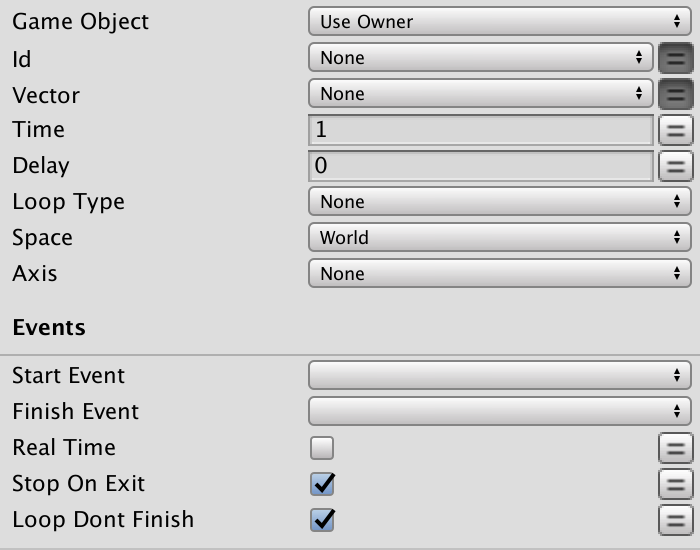 Game Object Use Owner
Id None
Vector None
Time 1
Delay 0
Loop Type None
Space World
Axis None
Events
Start Event
Finish Event
Real Time
Stop On Exit
Loop Dont Finish